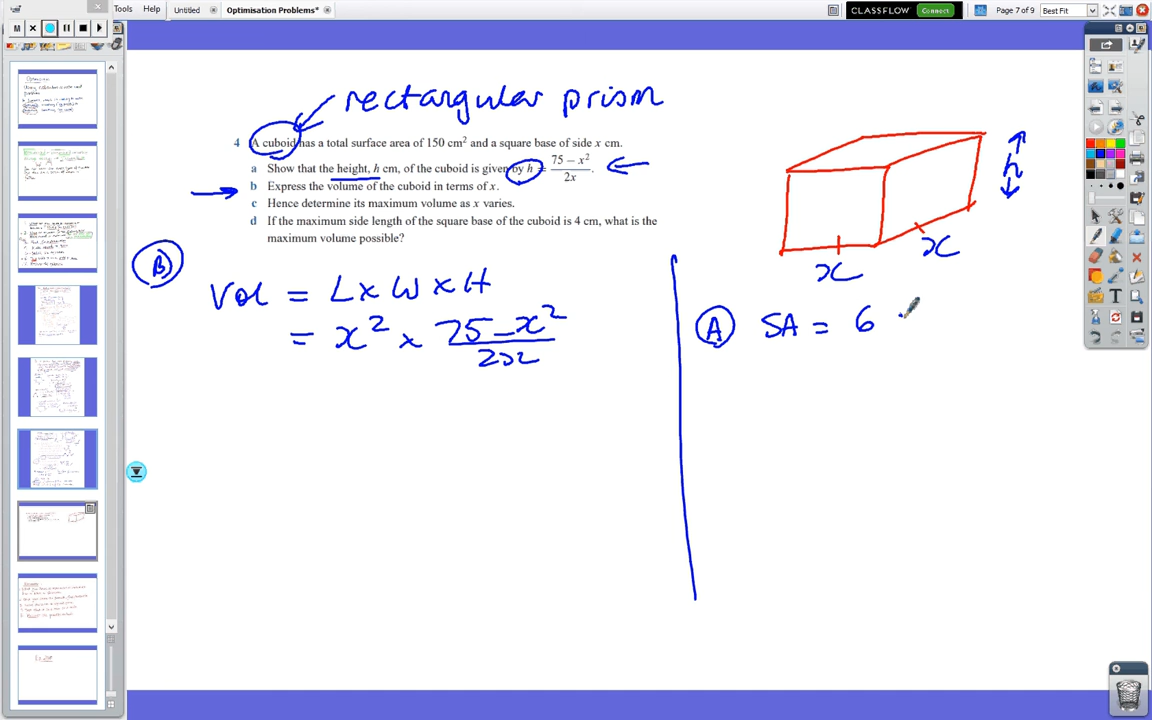 Tools Help Untitled Optimisation Problems* CLASSFLOW Connect Page 7 of 9 Best Fit
rectangular prism
4 A cuboid has a total surface area of 150 cm² and a square base of side x cm.
a Show that the height, h cm, of the cuboid is given by h = (75 − x²)/2x.
b Express the volume of the cuboid in terms of x.
c Hence determine its maximum volume as x varies.
d If the maximum side length of the square base of the cuboid is 4 cm, what is the
maximum volume possible?
h
x
x
B
Vol = L x W x H
= x² x (75 − x²)/2x
A SA = 6